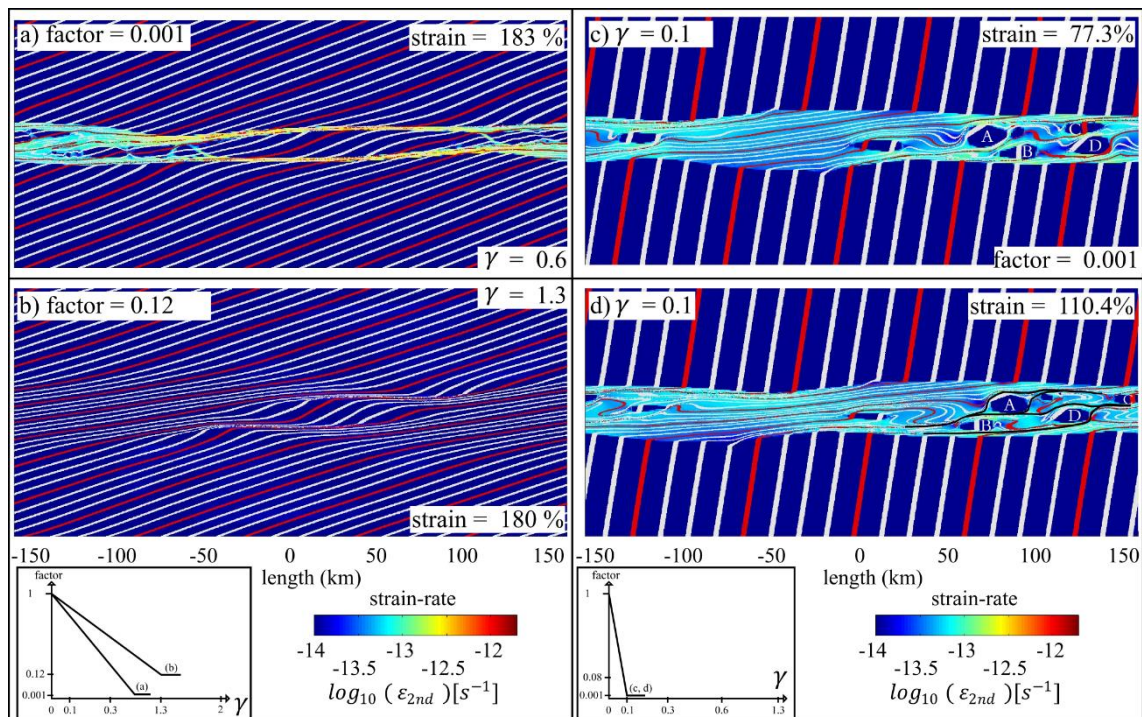 a) factor = 0.001
strain = 183 %
γ = 0.6
c) γ = 0.1
strain = 77.3%
A
B
C
D
factor = 0.001
b) factor = 0.12
γ = 1.3
strain = 180 %
d) γ = 0.1
strain = 110.4%
A
B
C
D
-150 -100 -50 0 50 100 150
length (km)
-150 -100 -50 0 50 100 150
length (km)
factor
1
0.12
0.001
(b)
(a)
0 0.1 0.3 1.3 2
γ
strain-rate
-14 -13 -12
-13.5 -12.5
log₁₀ ( ε₂ₙd)[s⁻¹]
factor
1
0.08
0.001
(c, d)
0 0.1 0.3 0.6 1.3
γ
strain-rate
-14 -13 -12
-13.5 -12.5
log₁₀ ( ε₂ₙd)[s⁻¹]